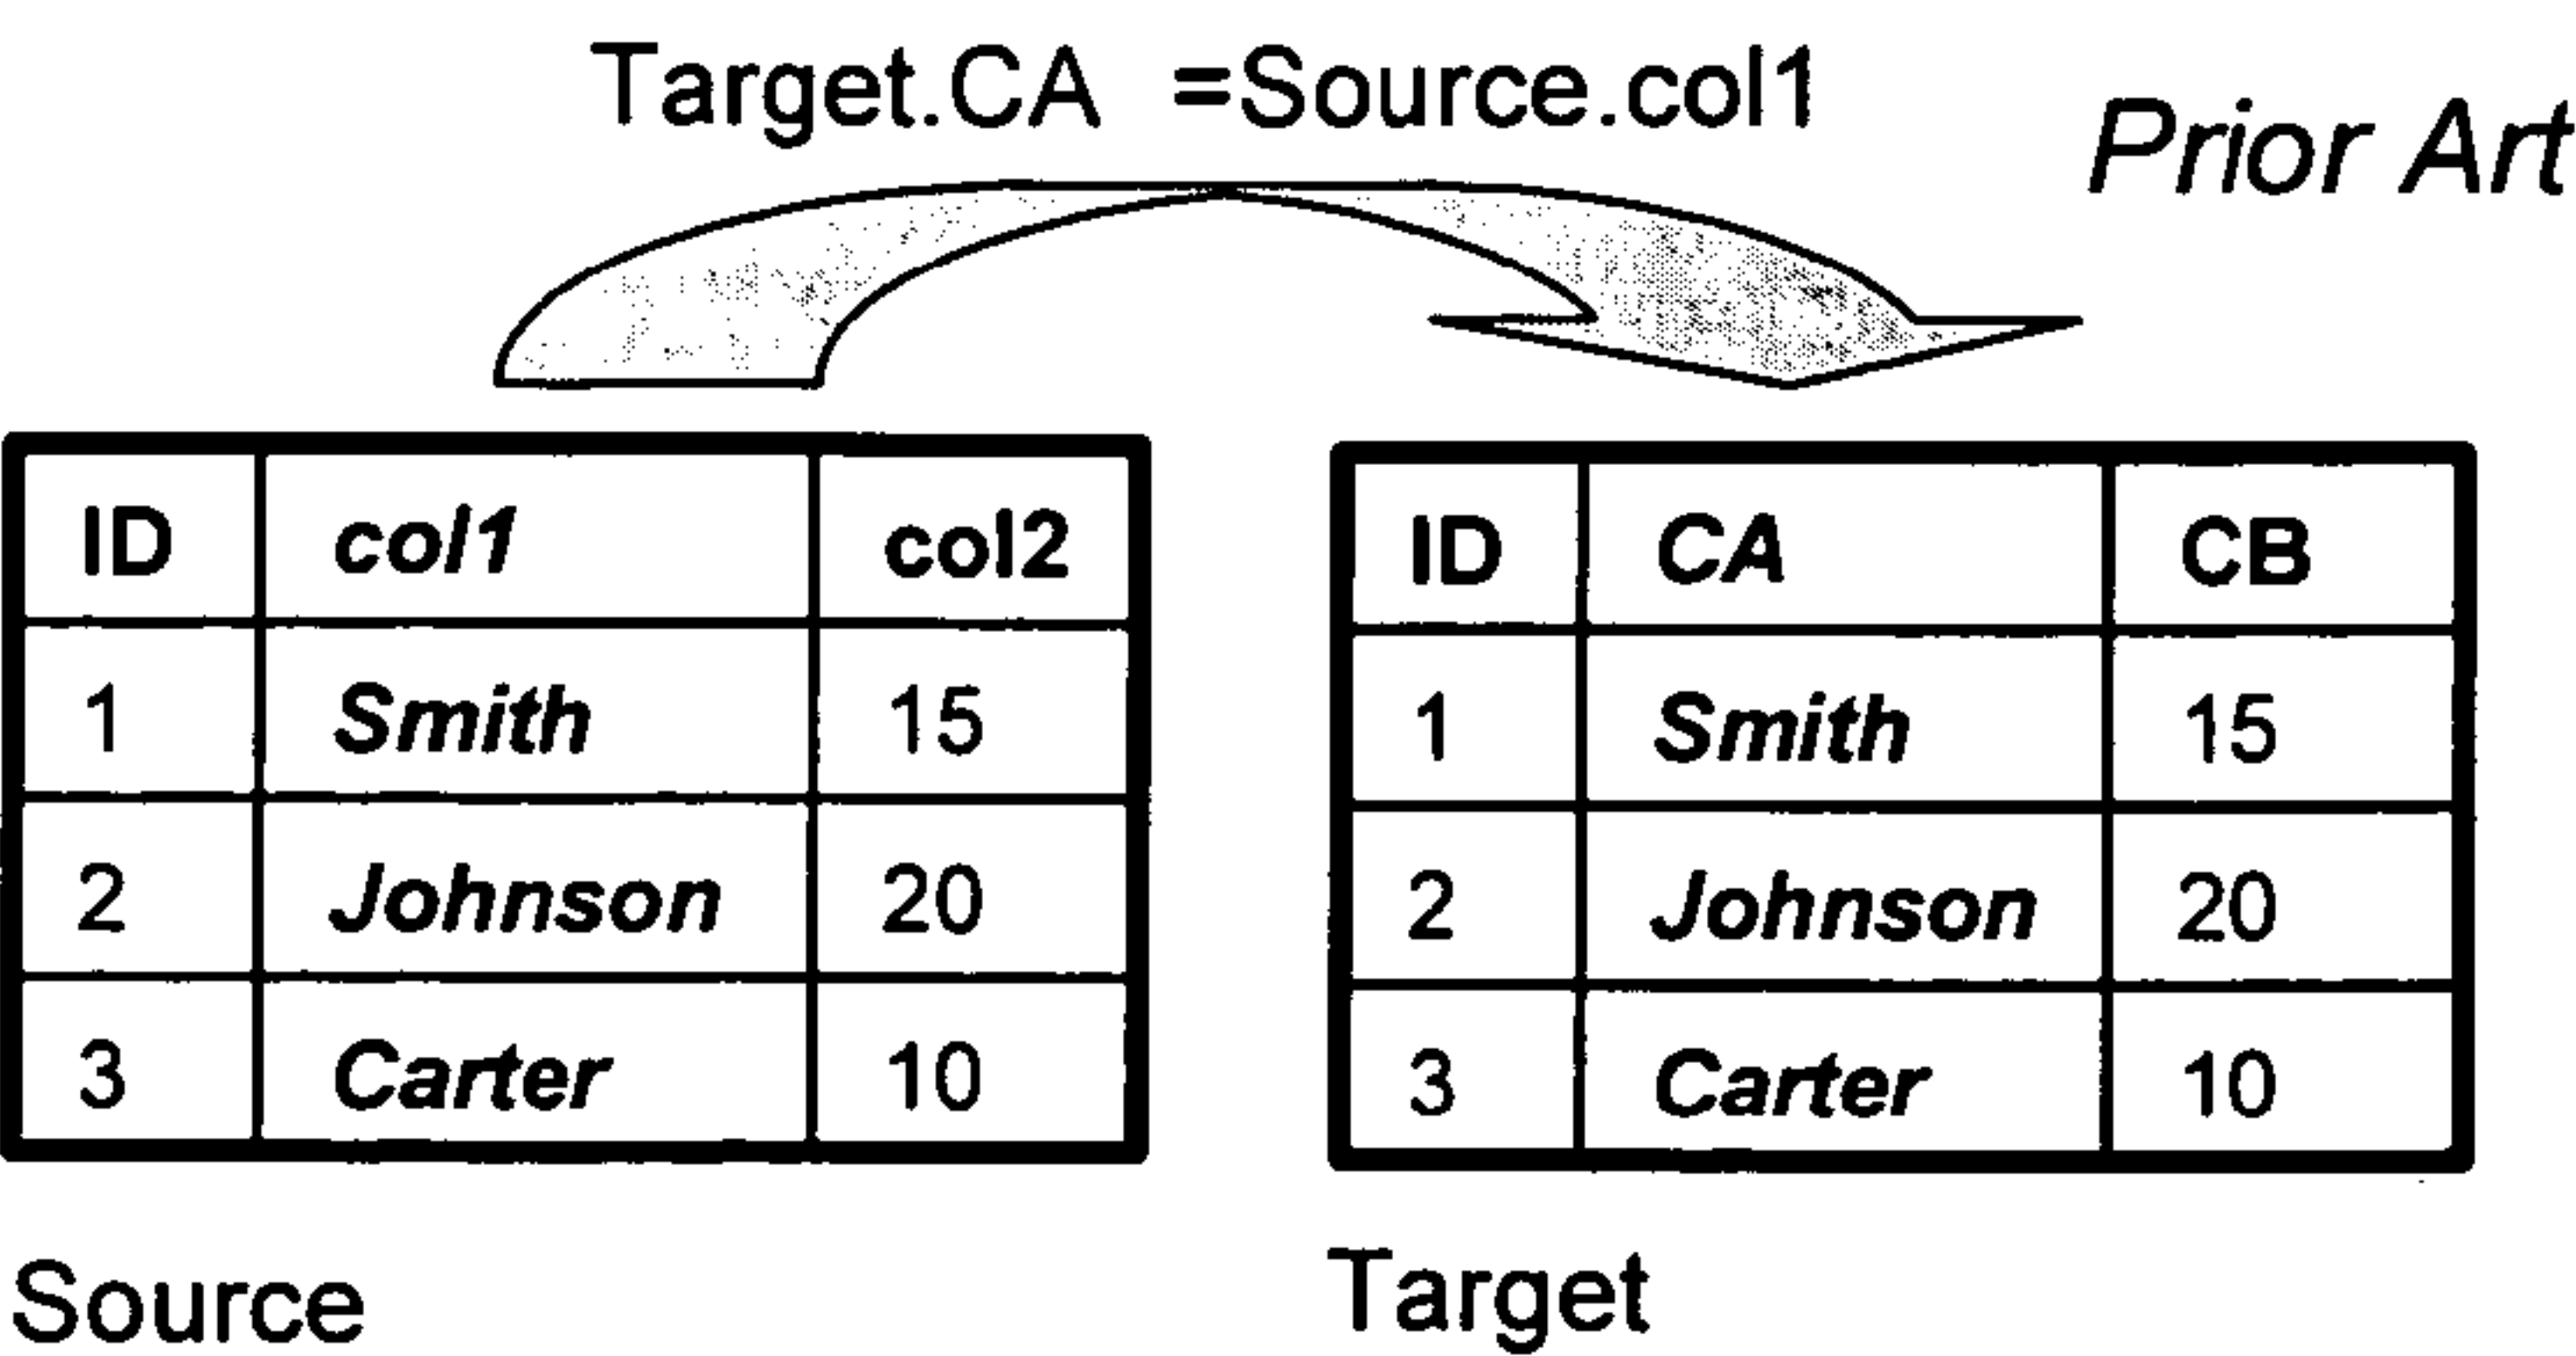 Target.CA =Source.col1
Prior Art
ID col1 col2
1 Smith 15
2 Johnson 20
3 Carter 10
Source
ID CA CB
1 Smith 15
2 Johnson 20
3 Carter 10
Target